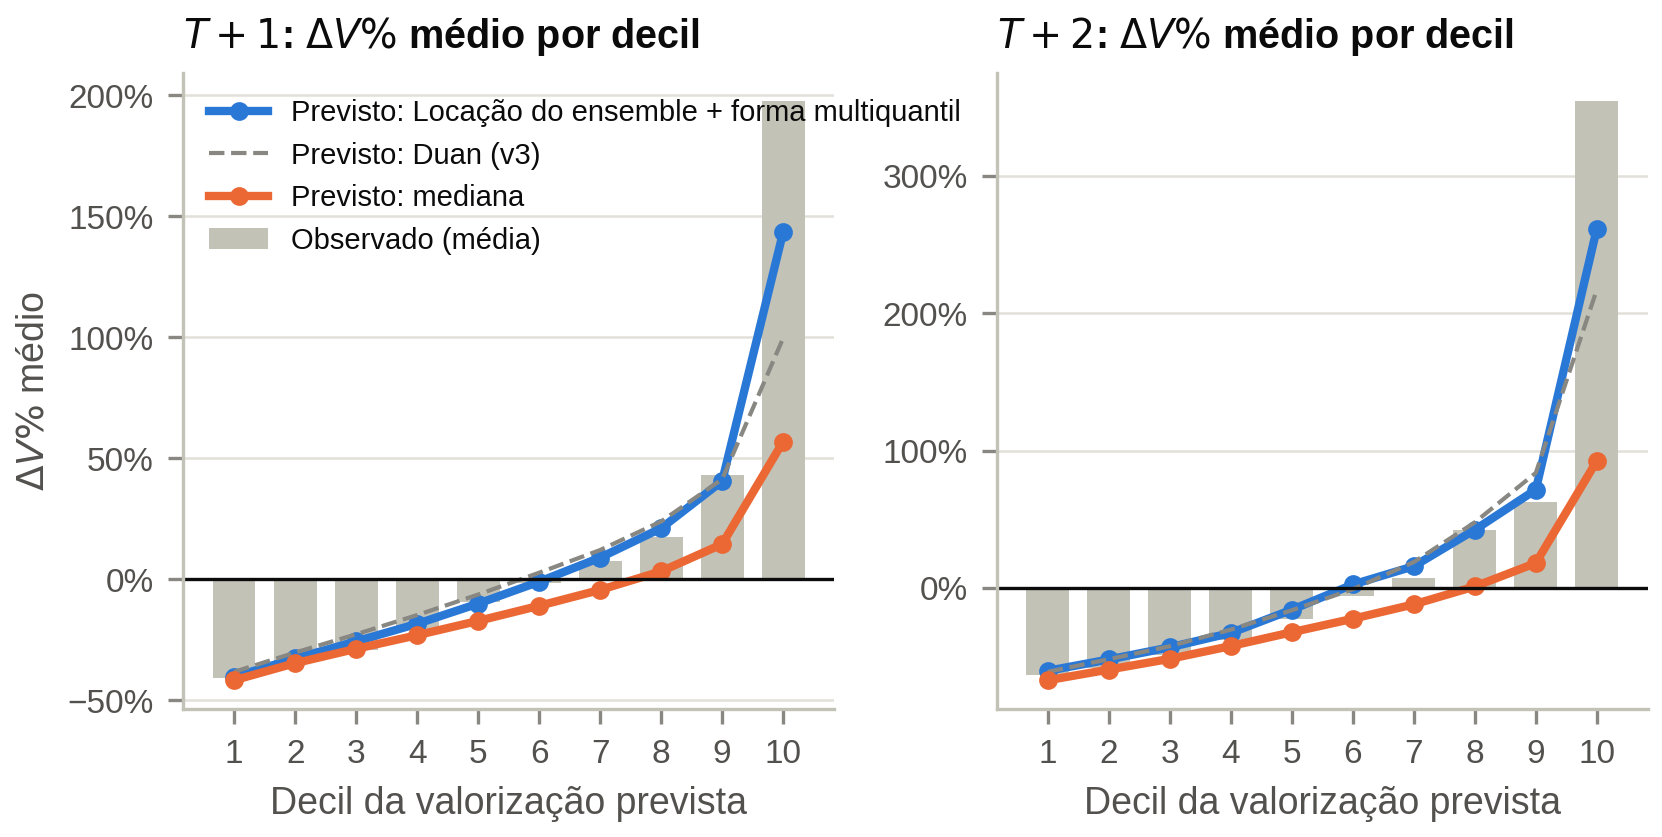 T + 1: ΔV% médio por decil
200%
150%
100%
50%
0%
−50%
ΔV% médio
Previsto: Locação do ensemble + forma multiquantil
Previsto: Duan (v3)
Previsto: mediana
Observado (média)
1 2 3 4 5 6 7 8 9 10
Decil da valorização prevista
T + 2: ΔV% médio por decil
300%
200%
100%
0%
1 2 3 4 5 6 7 8 9 10
Decil da valorização prevista